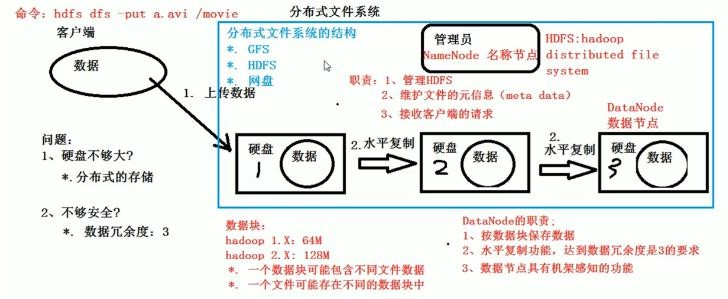 命令：hdfs dfs -put a.avi /movie
分布式文件系统
客户端
数据
分布式文件系统的结构
*. GFS
*. HDFS
*. 网盘
管理员
NameNode 名称节点
HDFS:hadoop
distributed file
system
职责：1、管理HDFS
2、维护文件的元信息（meta data）
3、接收客户端的请求
1. 上传数据
DataNode
数据节点
问题：
1、硬盘不够大？
*.分布式的存储
2、不够安全？
*. 数据冗余度：3
硬盘
1
数据
2.水平复制
硬盘
2
数据
2.
水平复制
硬盘
3
数据
数据块：
hadoop 1.X: 64M
hadoop 2.X: 128M
*. 一个数据块可能包含不同文件数据
*. 一个文件可能存在不同的数据块中
DataNode的职责;
1、按数据块保存数据
2、水平复制功能，达到数据冗余度是3的要求
3、数据节点具有机架感知的功能